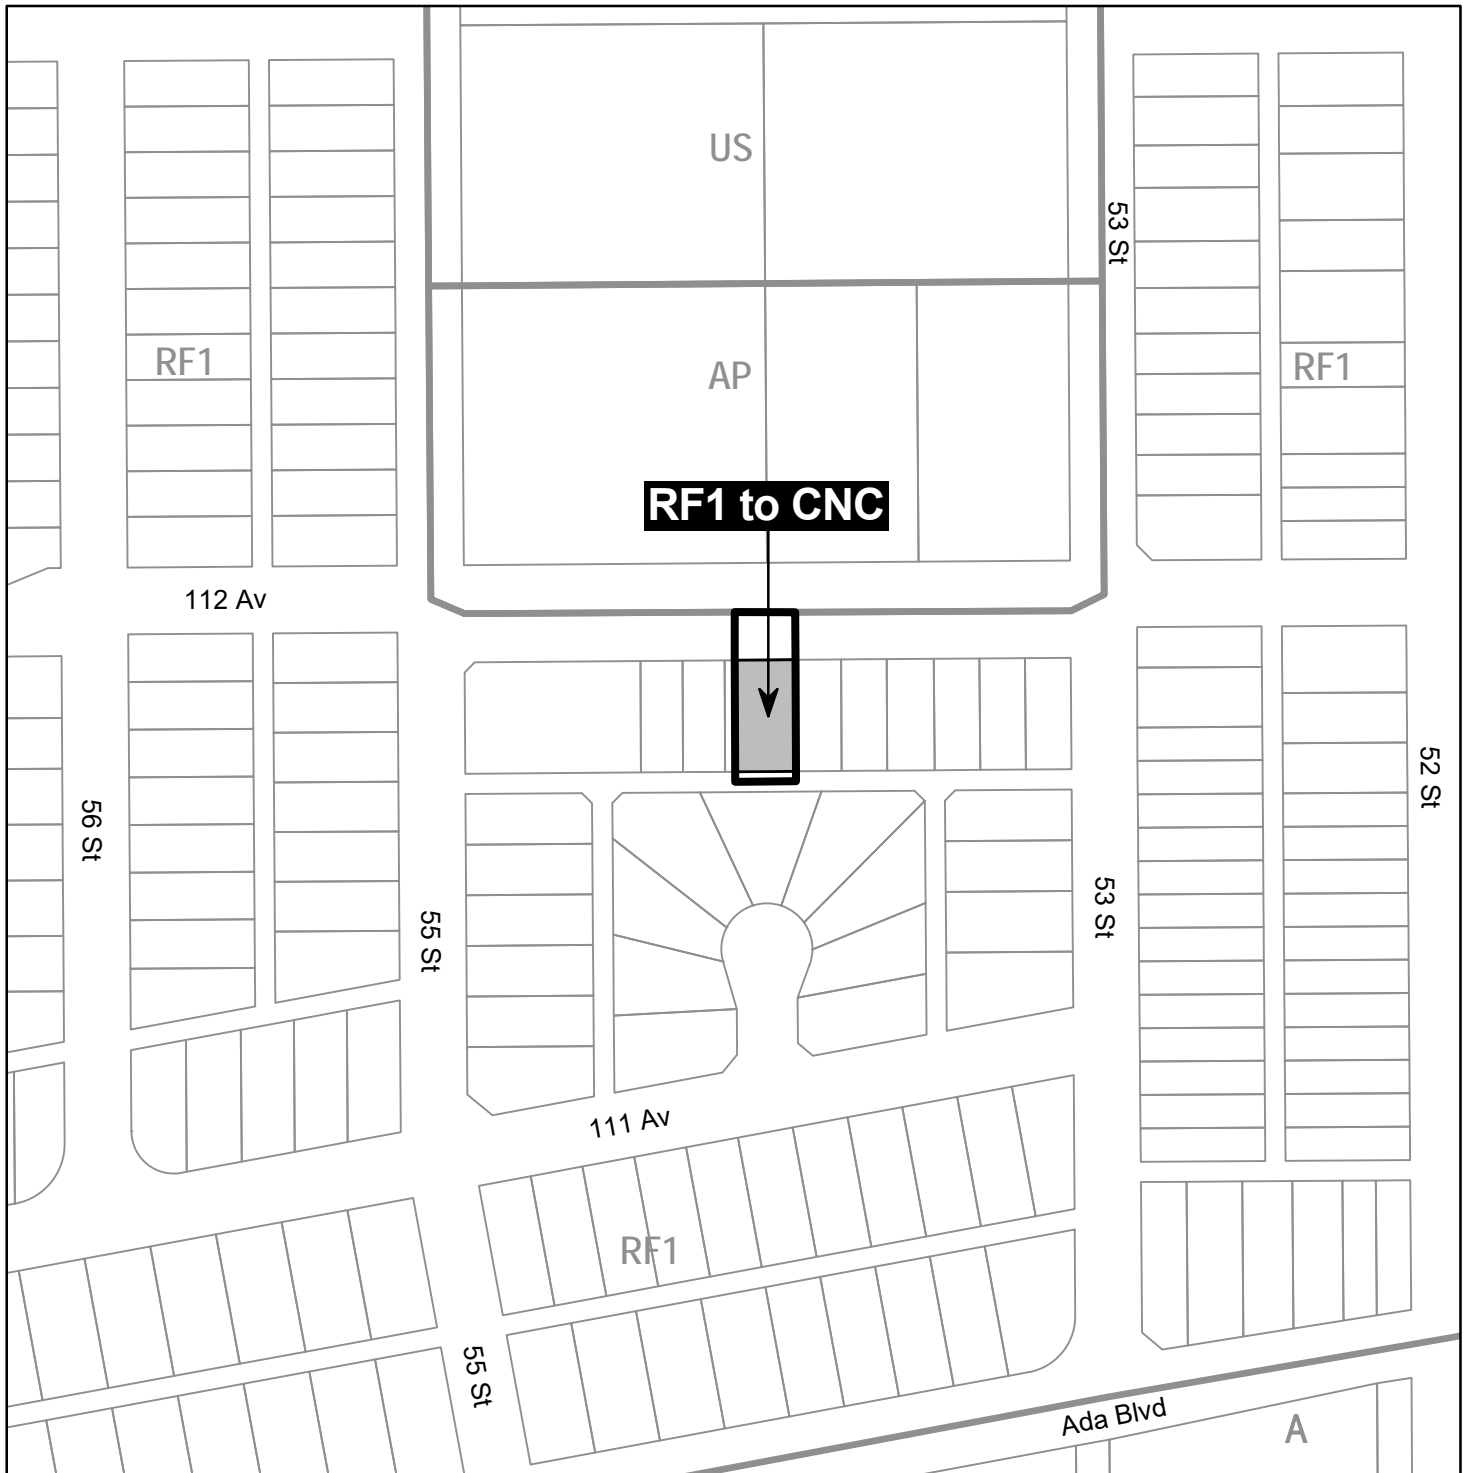 US
53 St
RF1
AP
RF1
RF1 to CNC
112 Av
52 St
56 St
53 St
55 St
111 Av
RF1
55 St
Ada Blvd
A